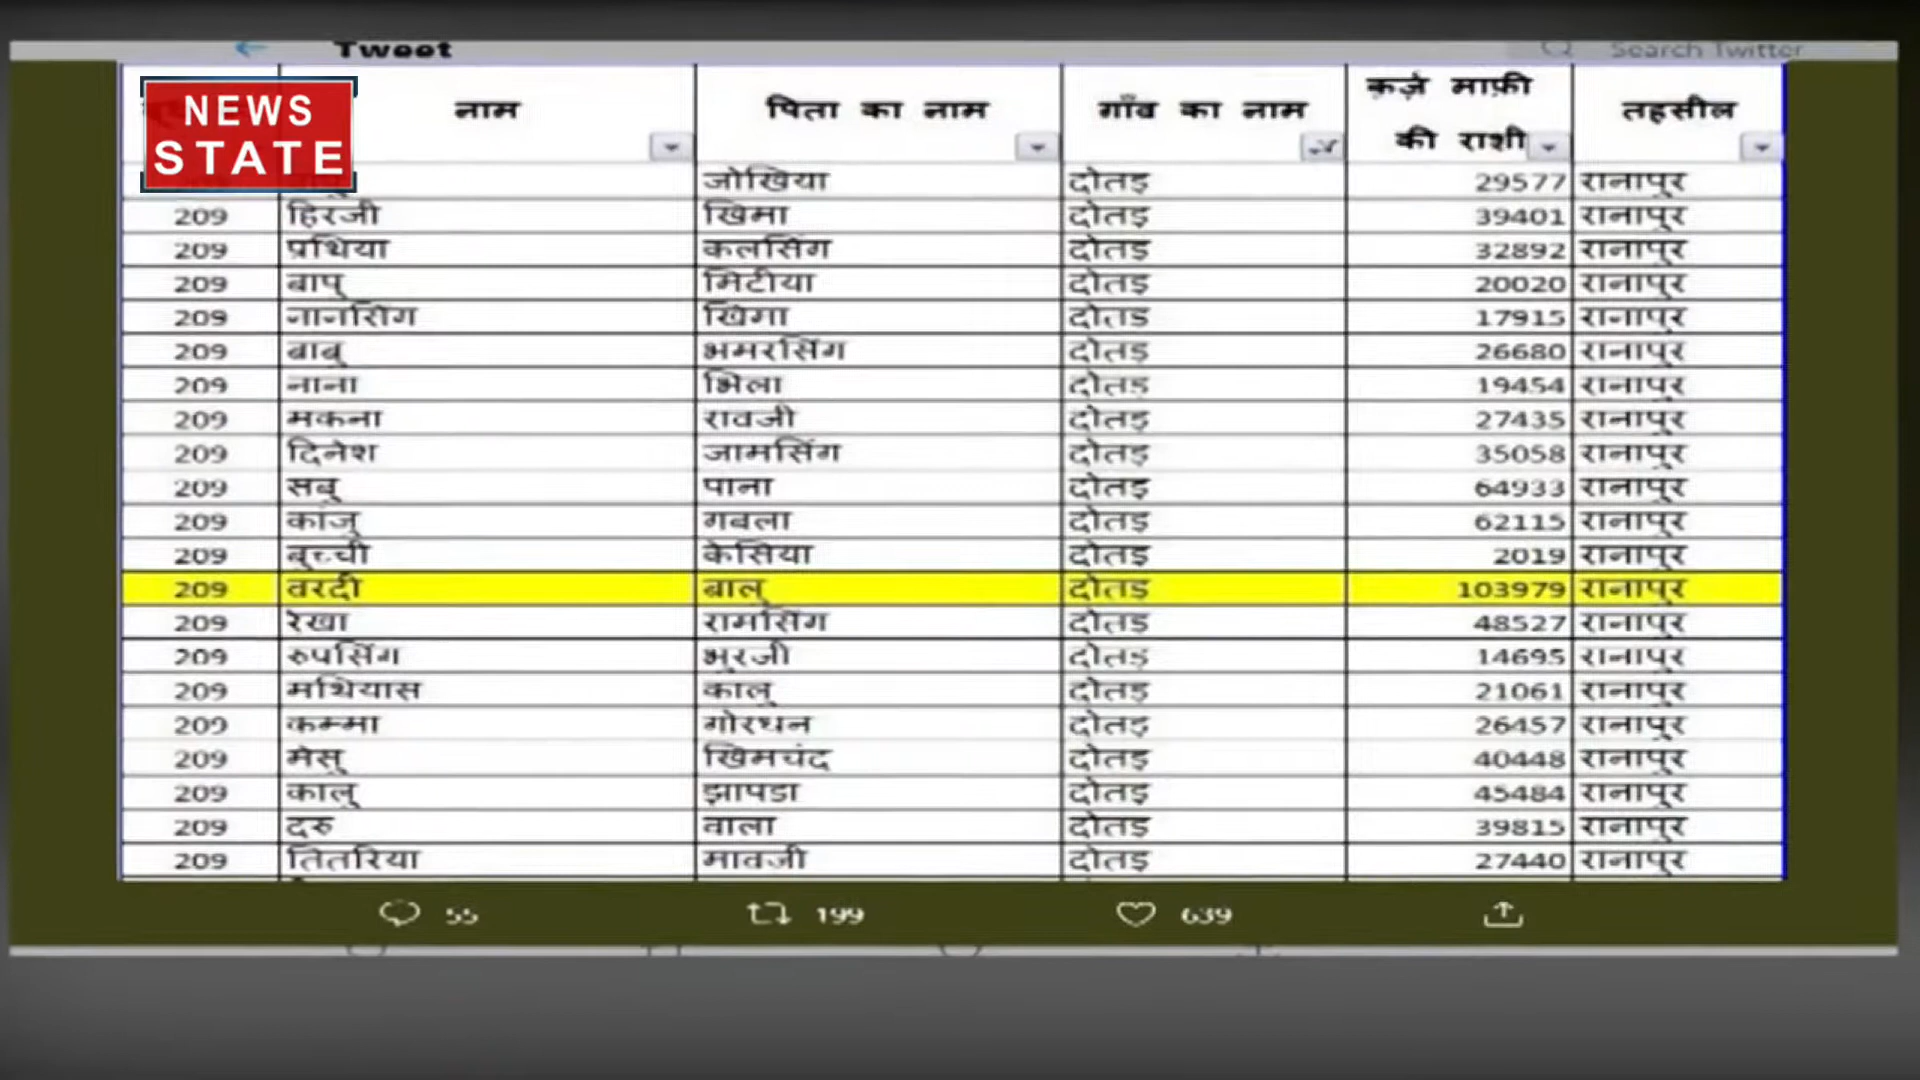 Tweet Search Twitter
NEWS
STATE
नाम पिता का नाम गाँव का नाम कर्ज़ माफ़ी की राशी तहसील
जोखिया दोतड़ 29577 रानापुर
209 हिरजी खिमा दोतड़ 39401 रानापुर
209 प्रथिया कलसिंग दोतड़ 32892 रानापुर
209 बापू मिटीया दोतड़ 20020 रानापुर
209 नानसिंग खिमा दोतड़ 17915 रानापुर
209 बाबु भमरसिंग दोतड़ 26680 रानापुर
209 नाना भिला दोतड़ 19454 रानापुर
209 मकना रावजी दोतड़ 27435 रानापुर
209 दिनेश जामसिंग दोतड़ 35058 रानापुर
209 सबु पाना दोतड़ 64933 रानापुर
209 कांजु गबला दोतड़ 62115 रानापुर
209 बुच्ची केसिया दोतड़ 2019 रानापुर
209 वरदी बालू दोतड़ 103979 रानापुर
209 रेखा रामसिंग दोतड़ 48527 रानापुर
209 रुपसिंग भुरजी दोतड़ 14695 रानापुर
209 मथियास कालू दोतड़ 21061 रानापुर
209 कम्मा गोरधन दोतड़ 26457 रानापुर
209 मेसु खिमचंद दोतड़ 40448 रानापुर
209 कालू झापडा दोतड़ 45484 रानापुर
209 दरु वाला दोतड़ 39815 रानापुर
209 तितरिया मावजी दोतड़ 27440 रानापुर
55 199 639